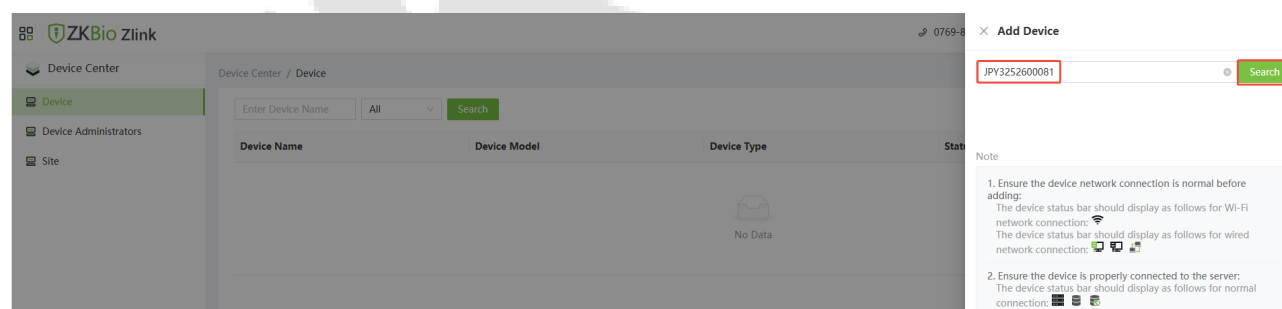 ZKBio Zlink
0769-8
Add Device
Device Center
Device Center / Device
JPY3252600081
Search
Device
Enter Device Name
All
Search
Device Administrators
Device Name
Device Model
Device Type
Statu
Site
Note
1. Ensure the device network connection is normal before
adding:
The device status bar should display as follows for Wi-Fi
network connection:
The device status bar should display as follows for wired
network connection:
No Data
2. Ensure the device is properly connected to the server:
The device status bar should display as follows for normal
connection: